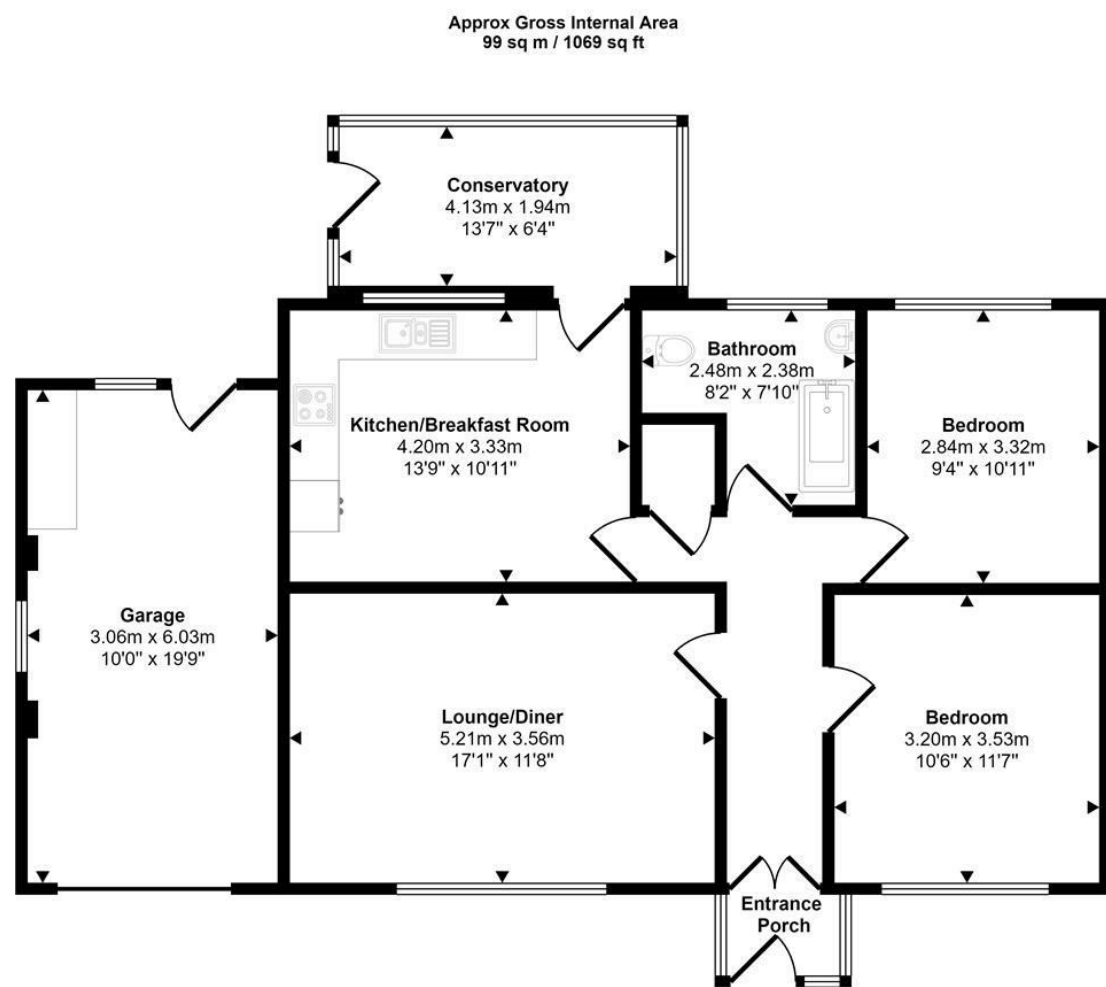 Approx Gross Internal Area
99 sq m / 1069 sq ft
Conservatory
4.13m x 1.94m
13'7" x 6'4"
Bathroom
2.48m x 2.38m
8'2" x 7'10"
Kitchen/Breakfast Room
4.20m x 3.33m
13'9" x 10'11"
Bedroom
2.84m x 3.32m
9'4" x 10'11"
Garage
3.06m x 6.03m
10'0" x 19'9"
Lounge/Diner
5.21m x 3.56m
17'1" x 11'8"
Bedroom
3.20m x 3.53m
10'6" x 11'7"
Entrance
Porch